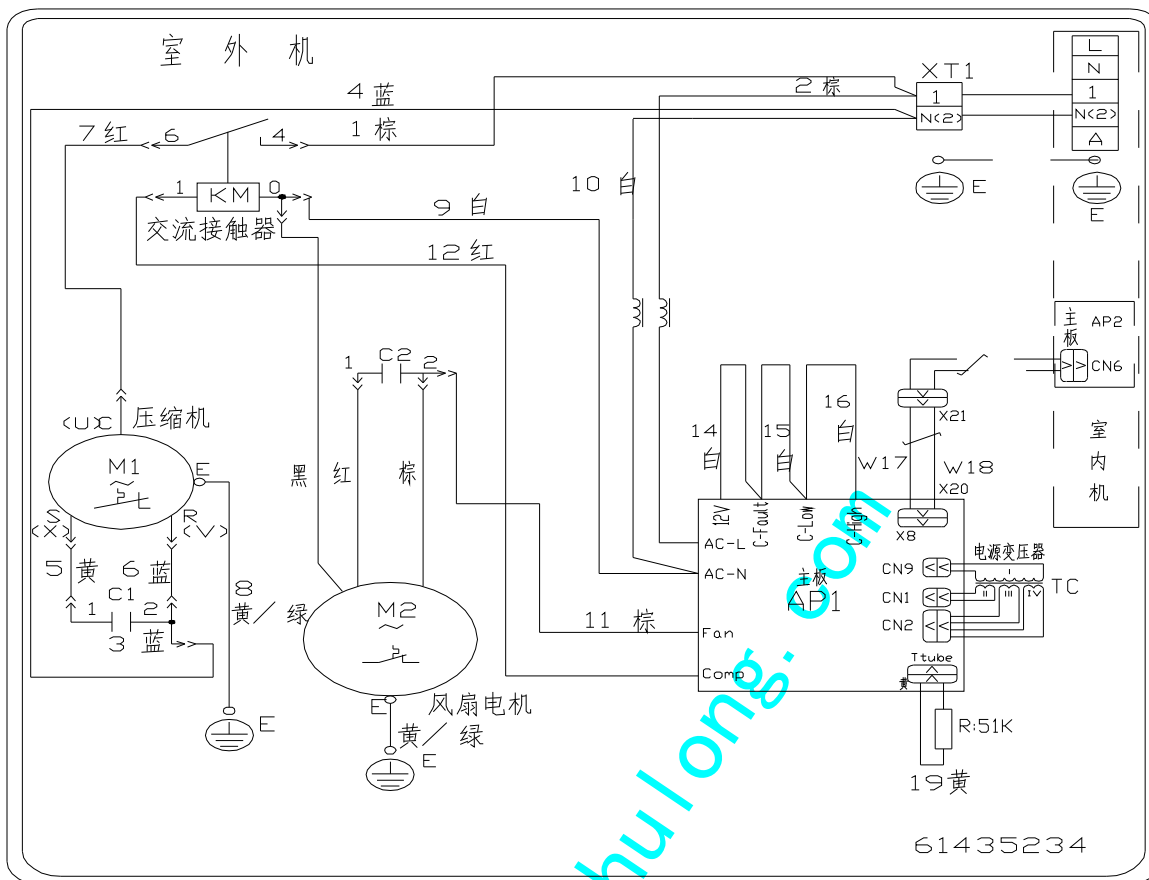 室 外 机
XT1
L
N
1
N(2)
A
1
N(2)
2 棕
4 蓝
7 红
6
4
1 棕
E
E
10 白
1
KM
0
交流接触器
9 白
12 红
主板
AP2
CN6
室内机
1
C2
2
(U)C
压缩机
M1
~
E
S
(X)
R
(V)
黑
红
棕
14
白
15
白
16
白
X21
W17
W18
X20
X8
12V
C-Fault
C-Low
C-High
AC-L
AC-N
主板
AP1
Fan
Comp
CN9
CN1
CN2
电源变压器
I
II
III
IV
TC
5 黄
6 蓝
C1
1
2
3 蓝
8
黄/绿
M2
~
11 棕
Ttube
黄
R:51K
19黄
E
E
风扇电机
黄/绿
E
61435234
hulong.com